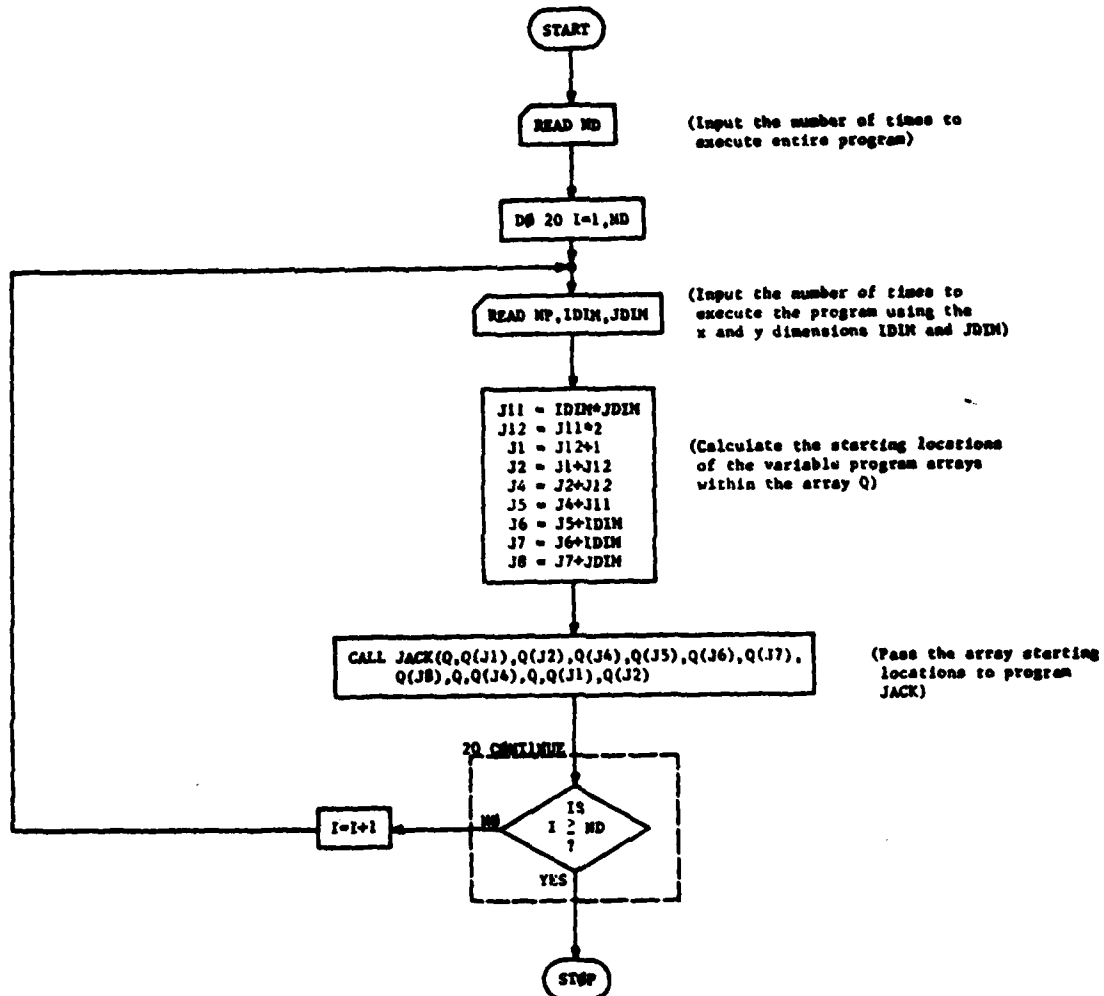 START
READ ND
(Input the number of times to
execute entire program)
DØ 20 I=1,ND
READ NP,IDIM,JDIM
(Input the number of times to
execute the program using the
x and y dimensions IDIM and JDIM)
J11 = IDIM*JDIM
J12 = J11*2
J1 = J12+1
J2 = J1+J12
J4 = J2+J12
J5 = J4+J11
J6 = J5+IDIM
J7 = J6+IDIM
J8 = J7+JDIM
(Calculate the starting locations
of the variable program arrays
within the array Q)
CALL JACK(Q,Q(J1),Q(J2),Q(J4),Q(J5),Q(J6),Q(J7),
Q(J8),Q,Q(J4),Q,Q(J1),Q(J2)
(Pass the array starting
locations to program
JACK)
20 CØNTINUE
IS
I ≥ ND
?
NØ
I=I+1
YES
STØP